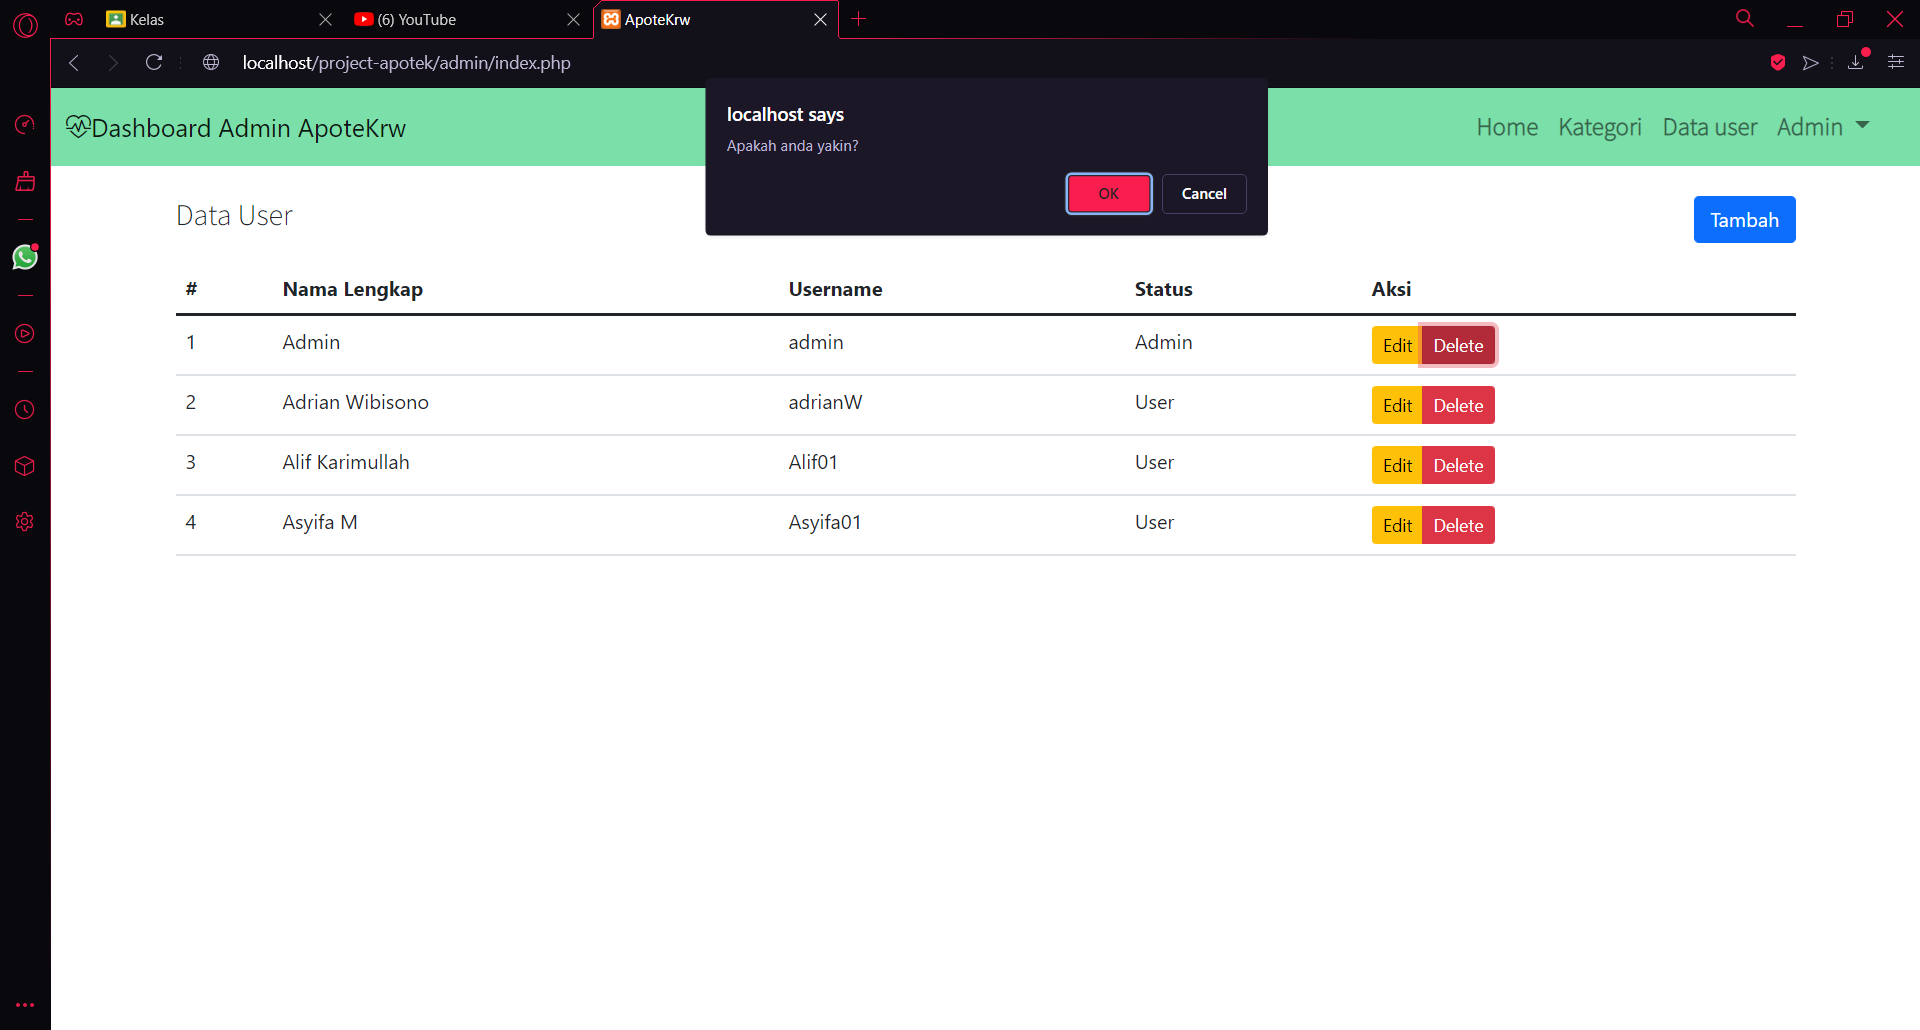 Kelas
(6) YouTube
ApoteKrw
localhost/project-apotek/admin/index.php
localhost says
Apakah anda yakin?
OK Cancel
Dashboard Admin ApoteKrw
Home Kategori Data user Admin
Data User
Tambah
# Nama Lengkap Username Status Aksi
1 Admin admin Admin Edit Delete
2 Adrian Wibisono adrianW User Edit Delete
3 Alif Karimullah Alif01 User Edit Delete
4 Asyifa M Asyifa01 User Edit Delete